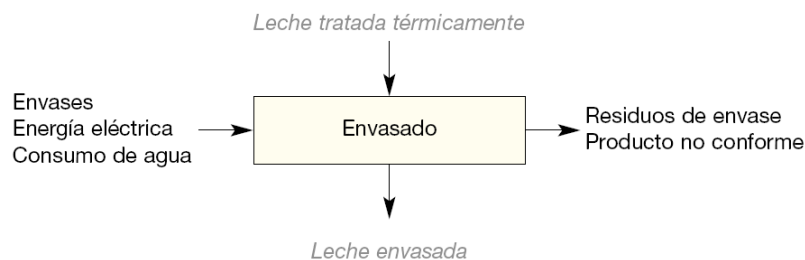 Leche tratada térmicamente
Envases
Energía eléctrica
Consumo de agua
Envasado
Residuos de envase
Producto no conforme
Leche envasada